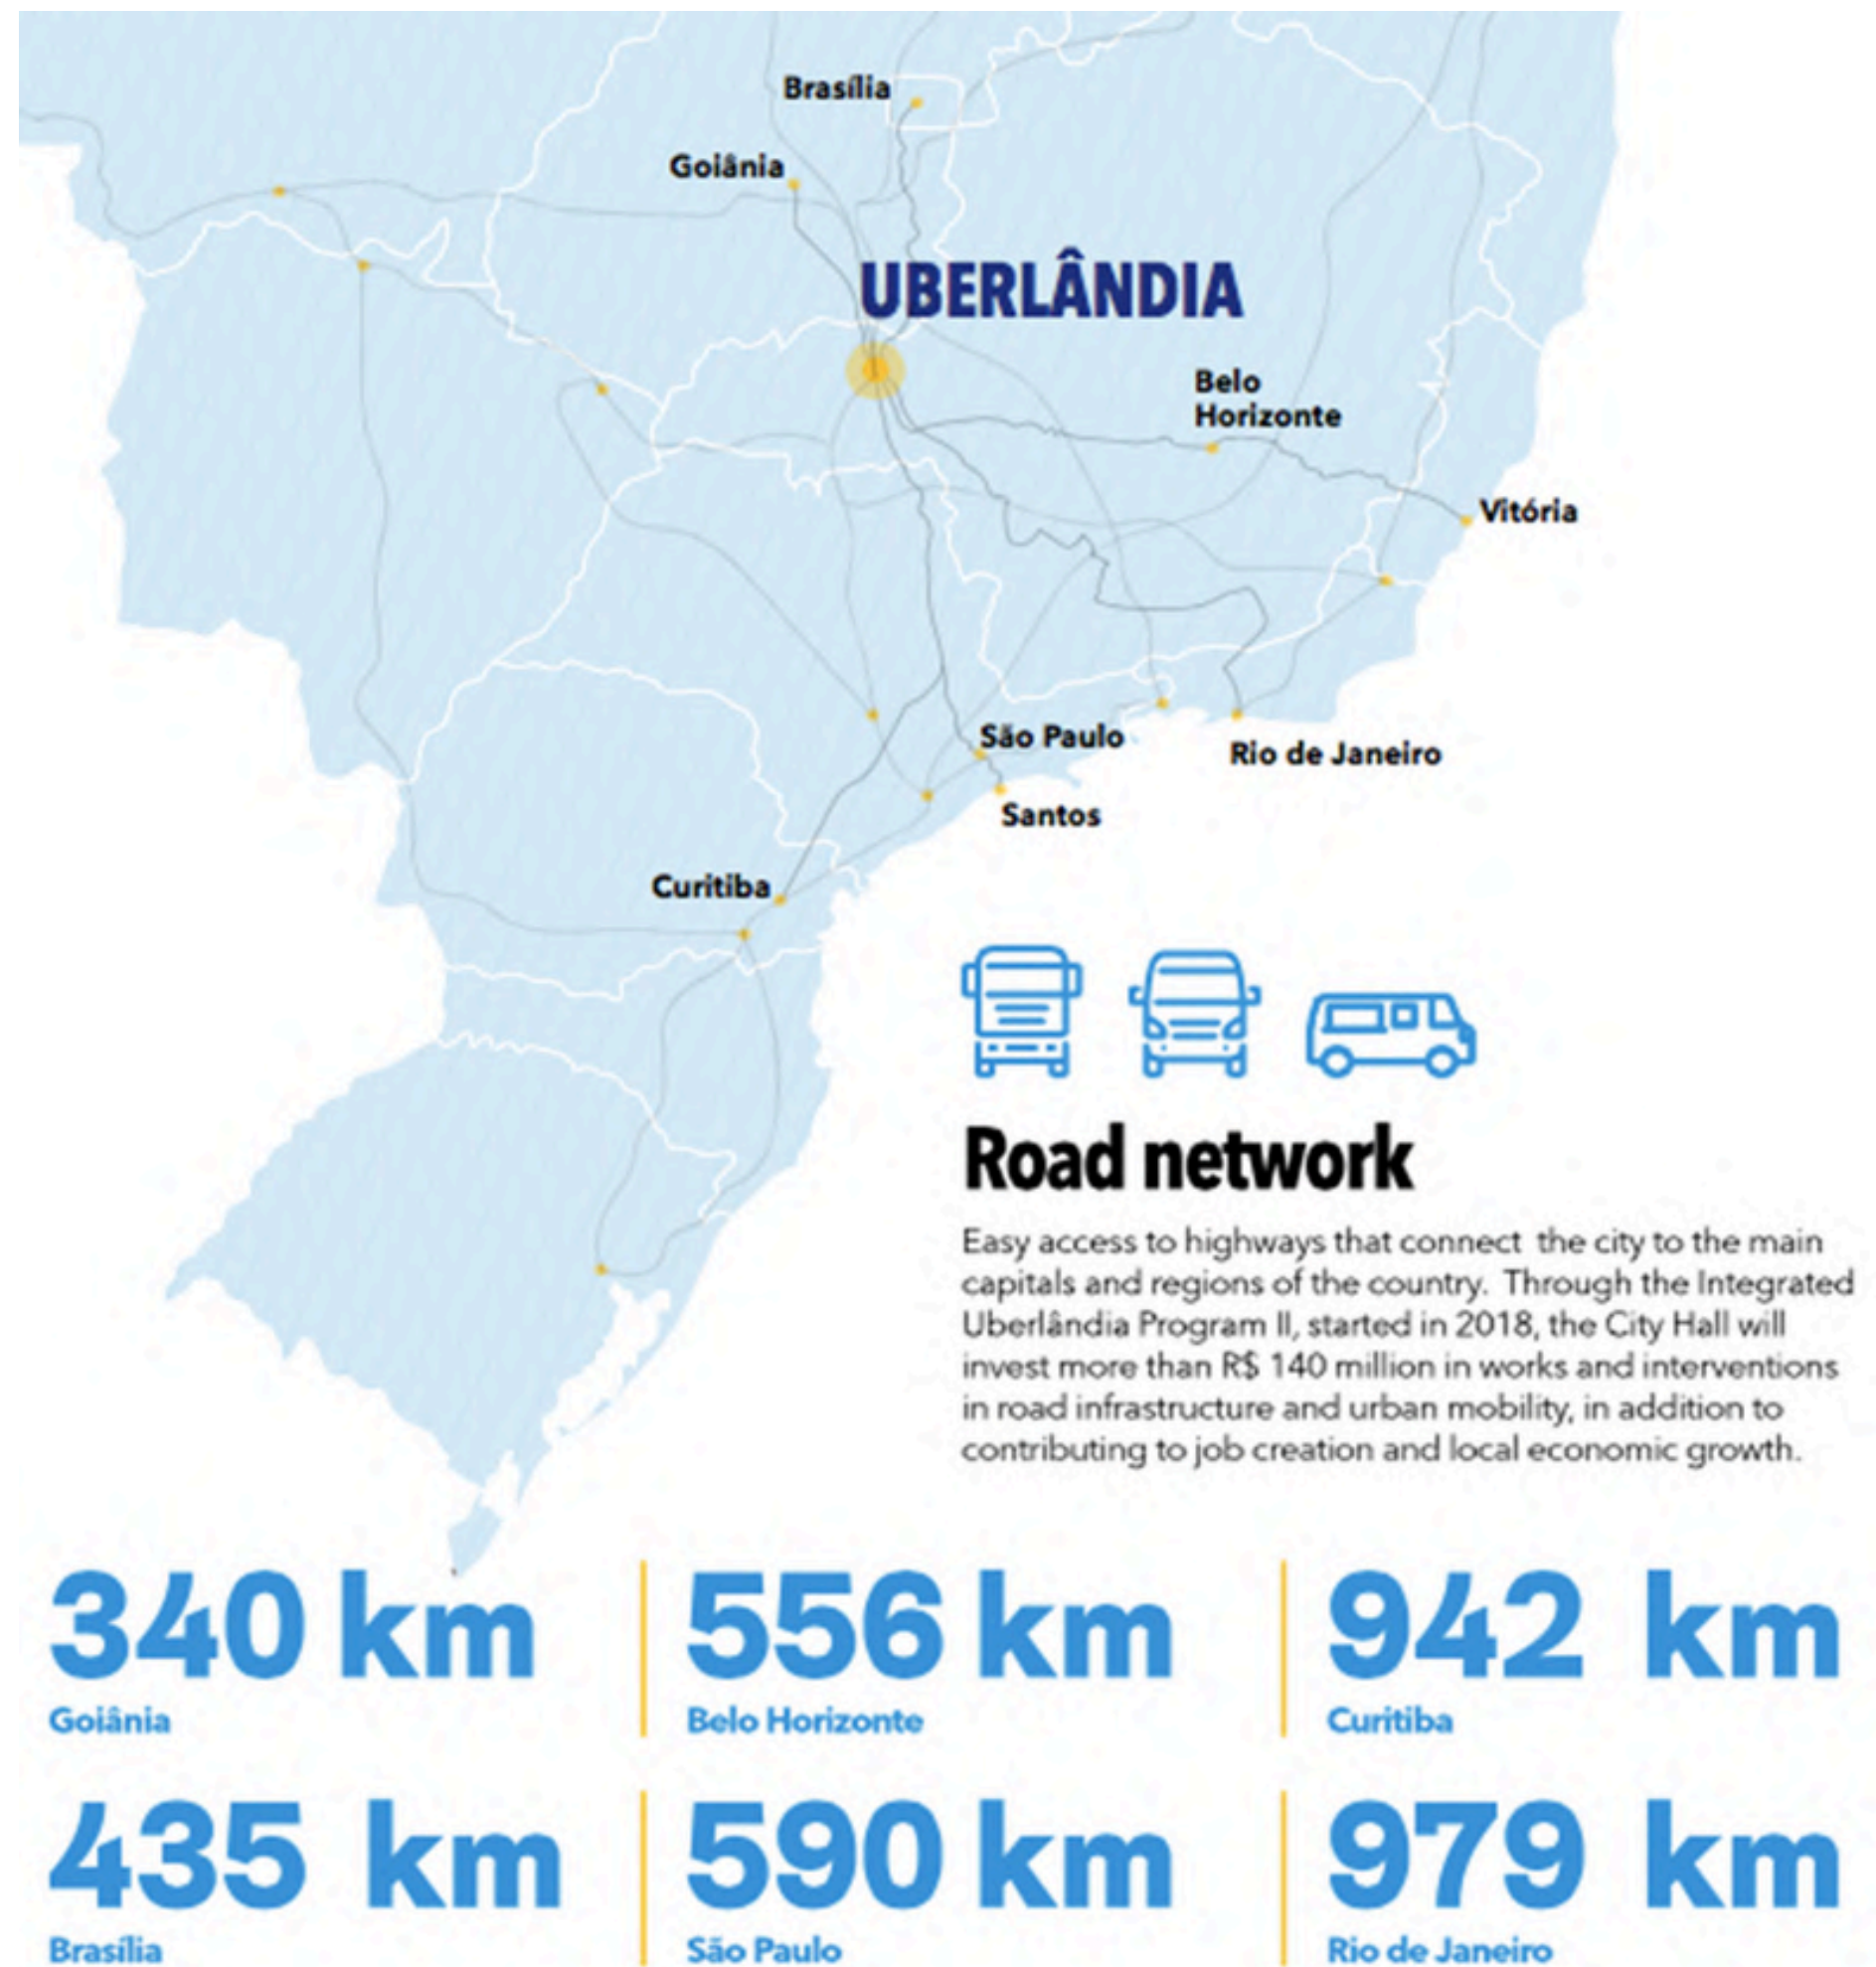 Brasília
Goiânia
UBERLÂNDIA
Belo
Horizonte
Vitória
São Paulo
Rio de Janeiro
Santos
Curitiba
Road network
Easy access to highways that connect the city to the main
capitals and regions of the country. Through the Integrated
Uberlândia Program II, started in 2018, the City Hall will
invest more than R$ 140 million in works and interventions
in road infrastructure and urban mobility, in addition to
contributing to job creation and local economic growth.
340 km
Goiânia
556 km
Belo Horizonte
942 km
Curitiba
435 km
Brasília
590 km
São Paulo
979 km
Rio de Janeiro